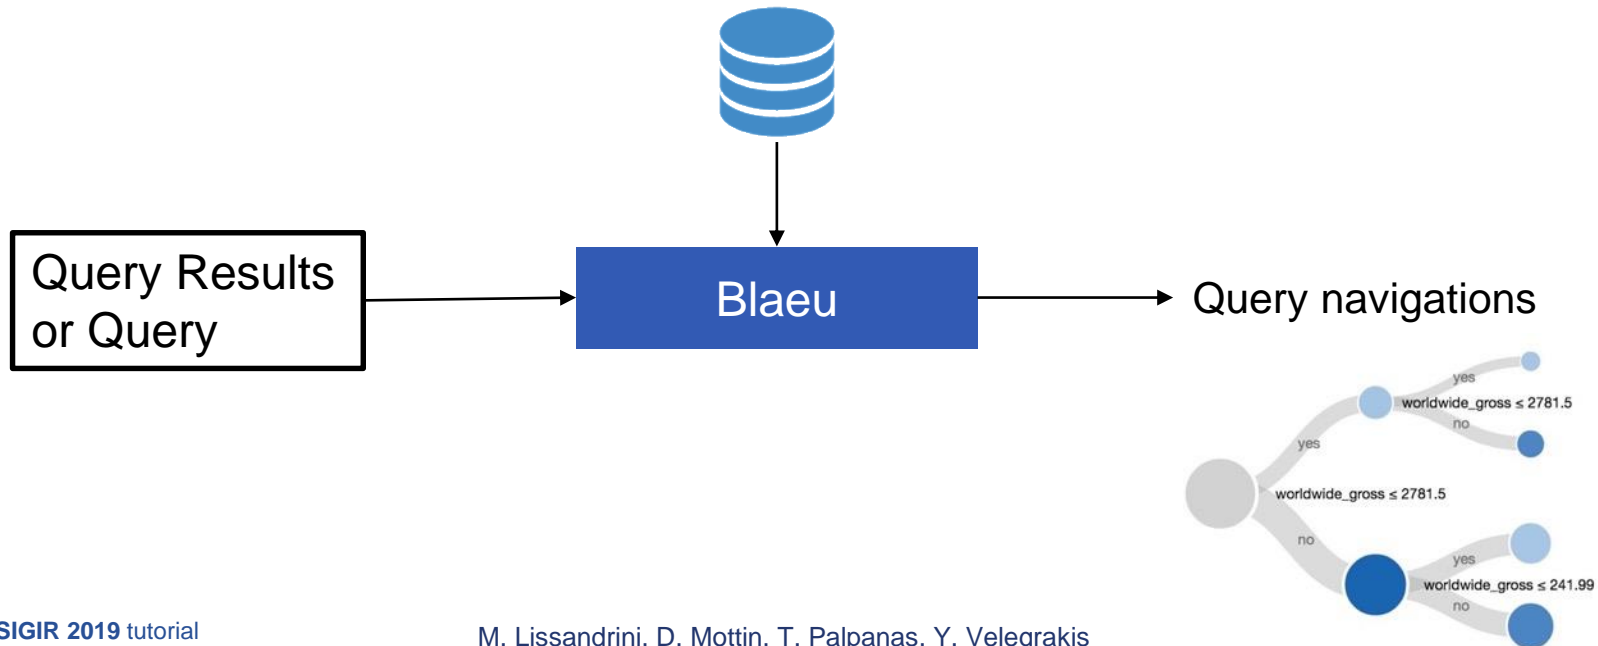 Query Results
or Query
Blaeu
Query navigations
yes
worldwide_gross ≤ 2781.5
no
yes
worldwide_gross ≤ 2781.5
no
yes
worldwide_gross ≤ 241.99
no
SIGIR 2019 tutorial
M. Lissandrini, D. Mottin, T. Palpanas, Y. Velegrakis